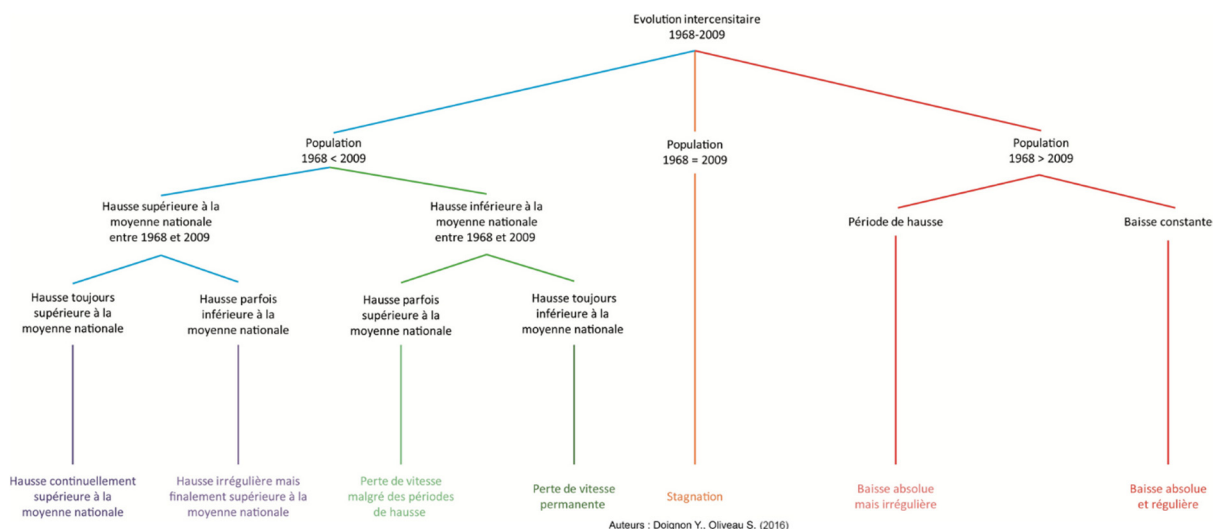 Evolution intercensitaire
1968-2009
Population
1968 < 2009
Population
1968 = 2009
Population
1968 > 2009
Hausse supérieure à la
moyenne nationale
entre 1968 et 2009
Hausse inférieure à la
moyenne nationale
entre 1968 et 2009
Période de hausse
Baisse constante
Hausse toujours
supérieure à la
moyenne nationale
Hausse parfois
inférieure à la
moyenne nationale
Hausse parfois
supérieure à la
moyenne nationale
Hausse toujours
inférieure à la
moyenne nationale
Hausse continuellement
supérieure à la
moyenne nationale
Hausse irrégulière mais
finalement supérieure à la
moyenne nationale
Perte de vitesse
malgré des périodes
de hausse
Perte de vitesse
permanente
Stagnation
Baisse absolue
mais irrégulière
Baisse absolue
et régulière
Auteurs : Doignon Y., Oliveau S. (2016)